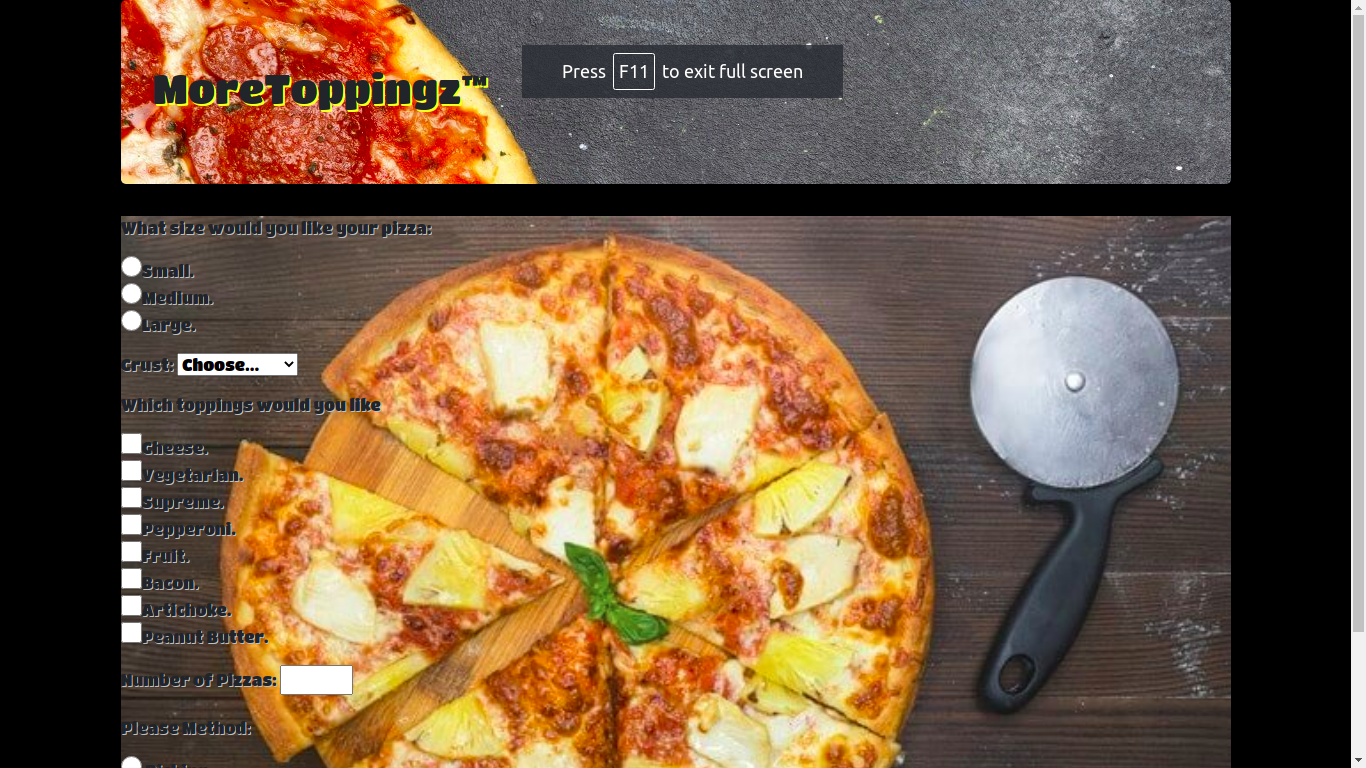 MoreToppingz™
Press F11 to exit full screen
What size would you like your pizza:
Small.
Medium.
Large.
Crust: Choose...
Which toppings would you like
Cheese.
Vegetarian.
Supreme.
Pepperoni.
Fruit.
Bacon.
Artichoke.
Peanut Butter.
Number of Pizzas:
Please Method: